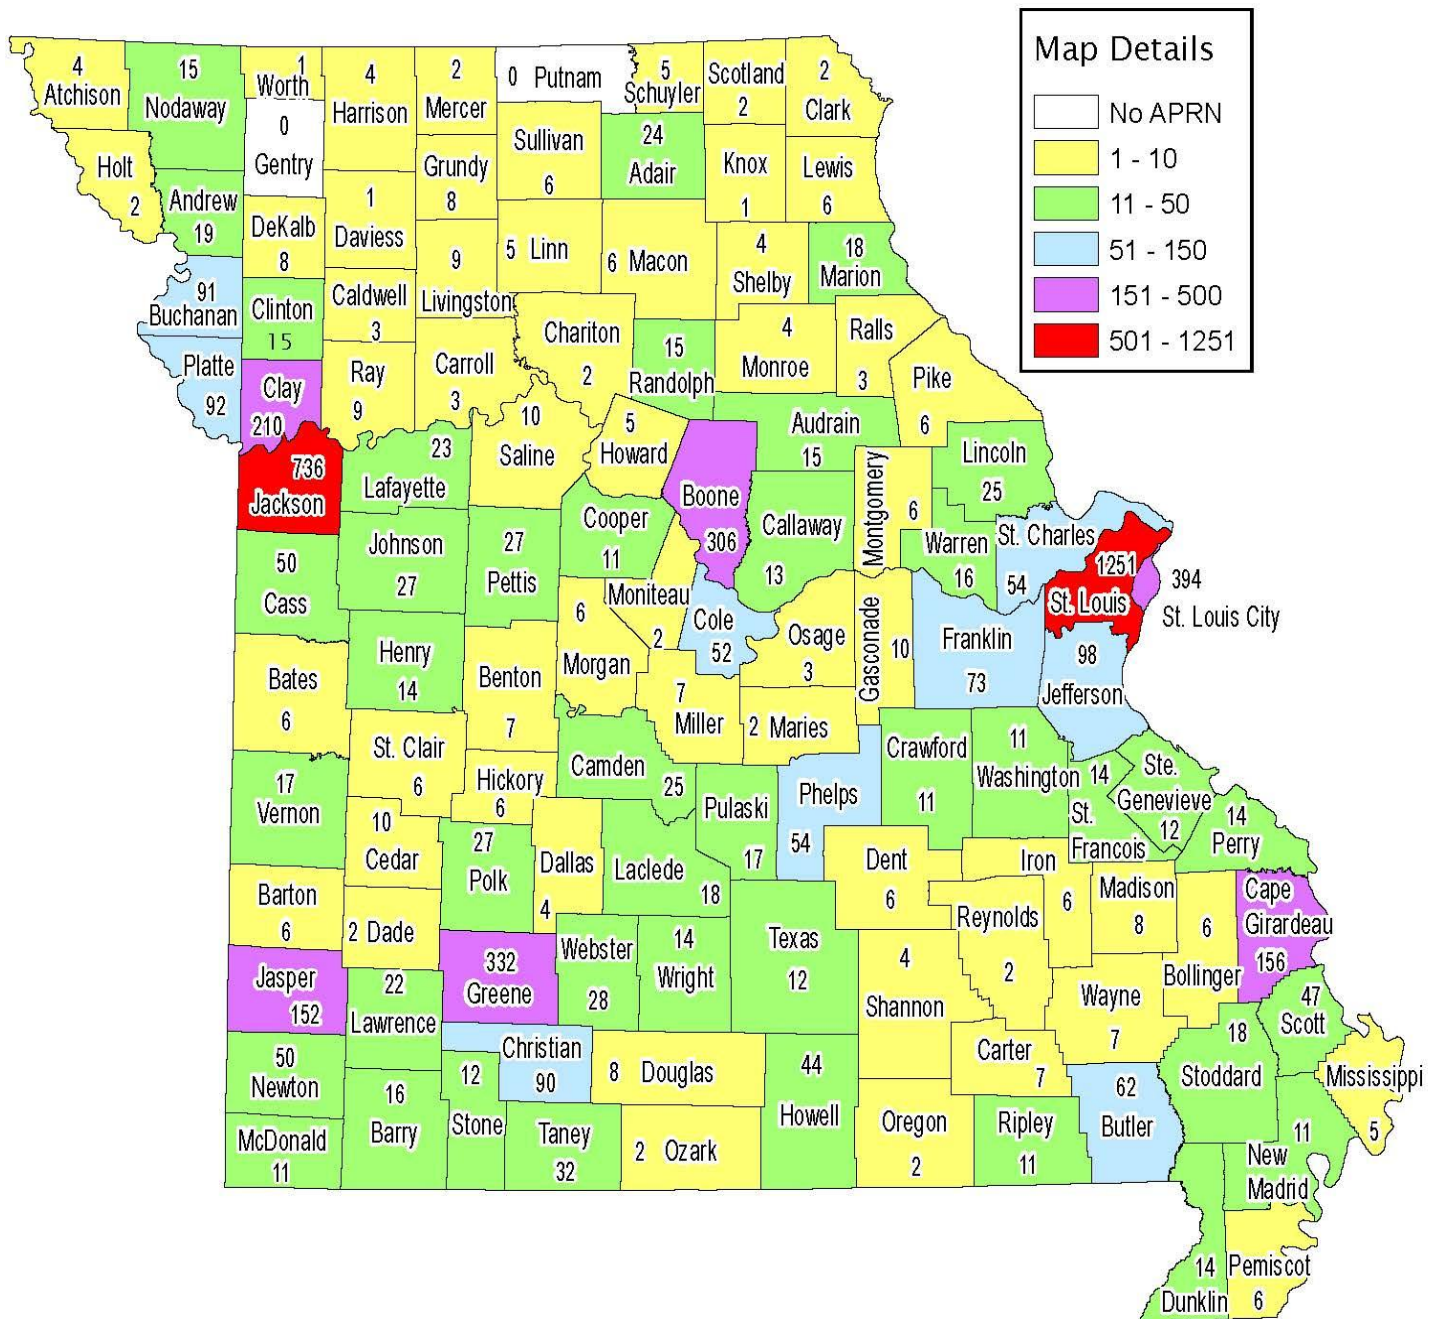 Map Details
No APRN
1 - 10
11 - 50
51 - 150
151 - 500
501 - 1251
4
Atchison
15
Nodaway
1
Worth
4
Harrison
2
Mercer
0 Putnam
5
Schuyler
Scotland
2
2
Clark
0
Gentry
Holt
2
Andrew
19
DeKalb
8
1
Daviess
Grundy
8
Sullivan
6
24
Adair
Knox
1
Lewis
6
9
Livingston
5 Linn
6 Macon
4
Shelby
18
Marion
91
Buchanan
Clinton
15
Caldwell
3
Chariton
2
15
Randolph
4
Monroe
Ralls
3
Pike
6
Platte
92
Clay
210
Ray
9
Carroll
3
10
Saline
5
Howard
Audrain
15
Lincoln
25
736
Jackson
23
Lafayette
Boone
306
Callaway
13
Montgomery
6
Warren
16
St. Charles
54
1251
St. Louis
394
St. Louis City
50
Cass
Johnson
27
27
Pettis
Cooper
11
Moniteau
2
Cole
52
Osage
3
Gasconade
10
Franklin
73
98
Jefferson
Bates
6
Henry
14
Benton
7
6
Morgan
7
Miller
2 Maries
St. Clair
6
Hickory
6
Camden
25
Pulaski
17
Phelps
54
Crawford
11
11
Washington
14
St.
Francois
Ste.
Genevieve
12
14
Perry
17
Vernon
10
Cedar
27
Polk
Dallas
4
Laclede
18
Dent
6
Iron
6
Madison
8
6
Bollinger
Cape
Girardeau
156
Barton
6
2 Dade
332
Greene
Webster
28
14
Wright
Texas
12
4
Shannon
Reynolds
2
Wayne
7
47
Scott
18
Stoddard
Jasper
152
22
Lawrence
Christian
90
8 Douglas
44
Howell
Carter
7
62
Butler
Mississippi
5
50
Newton
16
Barry
12
Stone
Taney
32
2 Ozark
Oregon
2
Ripley
11
11
New
Madrid
McDonald
11
14
Dunklin
Pemiscot
6